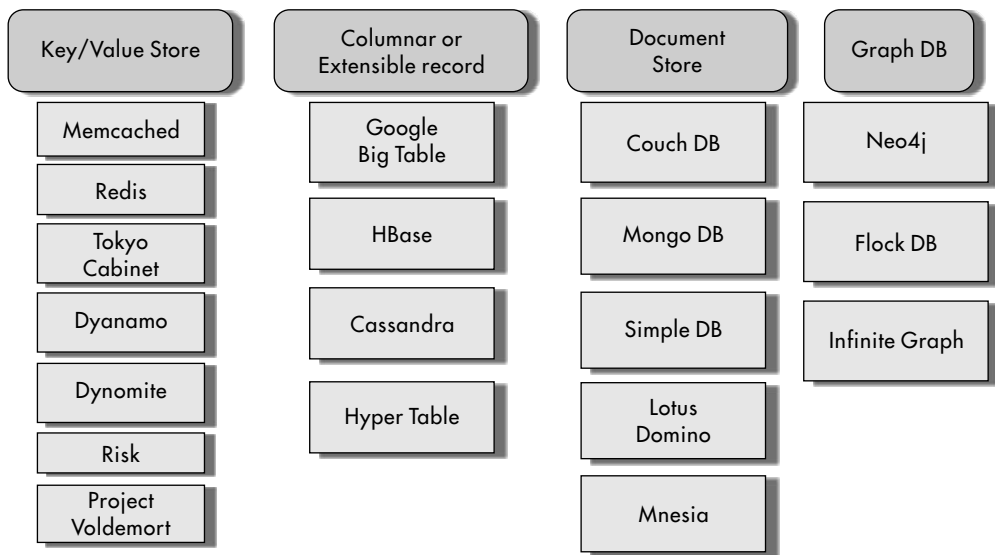 Key/Value Store
Memcached
Redis
Tokyo
Cabinet
Dyanamo
Dynomite
Risk
Project
Voldemort
Columnar or
Extensible record
Google
Big Table
HBase
Cassandra
Hyper Table
Document
Store
Couch DB
Mongo DB
Simple DB
Lotus
Domino
Mnesia
Graph DB
Neo4j
Flock DB
Infinite Graph